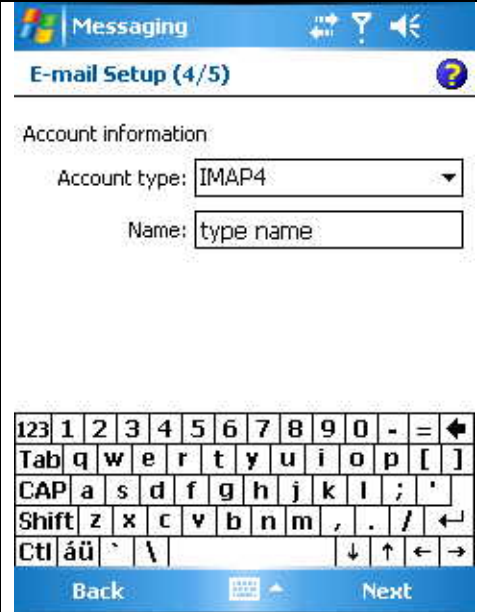 Messaging
E-mail Setup (4/5)
Account information
Account type: IMAP4
Name: type name
123 1 2 3 4 5 6 7 8 9 0 - =
Tab q w e r t y u i o p [ ]
CAP a s d f g h j k l ; '
Shift z x c v b n m , . /
Ctl áü ` \
Back Next